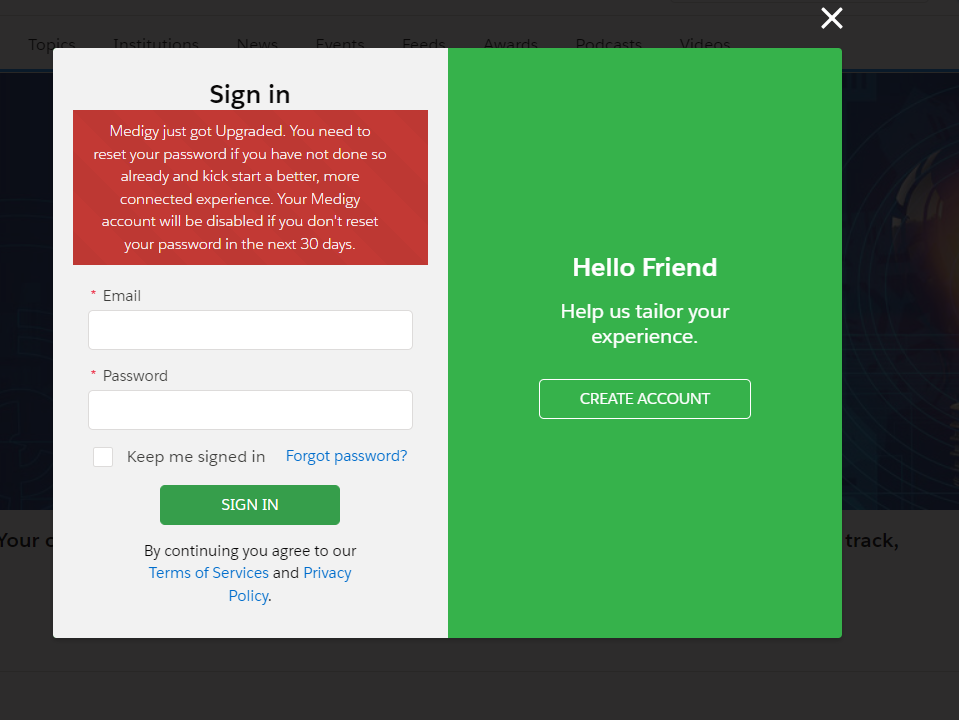 Topics Institutions News Events Feeds Awards Podcasts Videos
Sign in
Medigy just got Upgraded. You need to
reset your password if you have not done so
already and kick start a better, more
connected experience. Your Medigy
account will be disabled if you don't reset
your password in the next 30 days.
* Email
* Password
Keep me signed in Forgot password?
SIGN IN
By continuing you agree to our
Terms of Services and Privacy
Policy.
Hello Friend
Help us tailor your
experience.
CREATE ACCOUNT
Your
track,